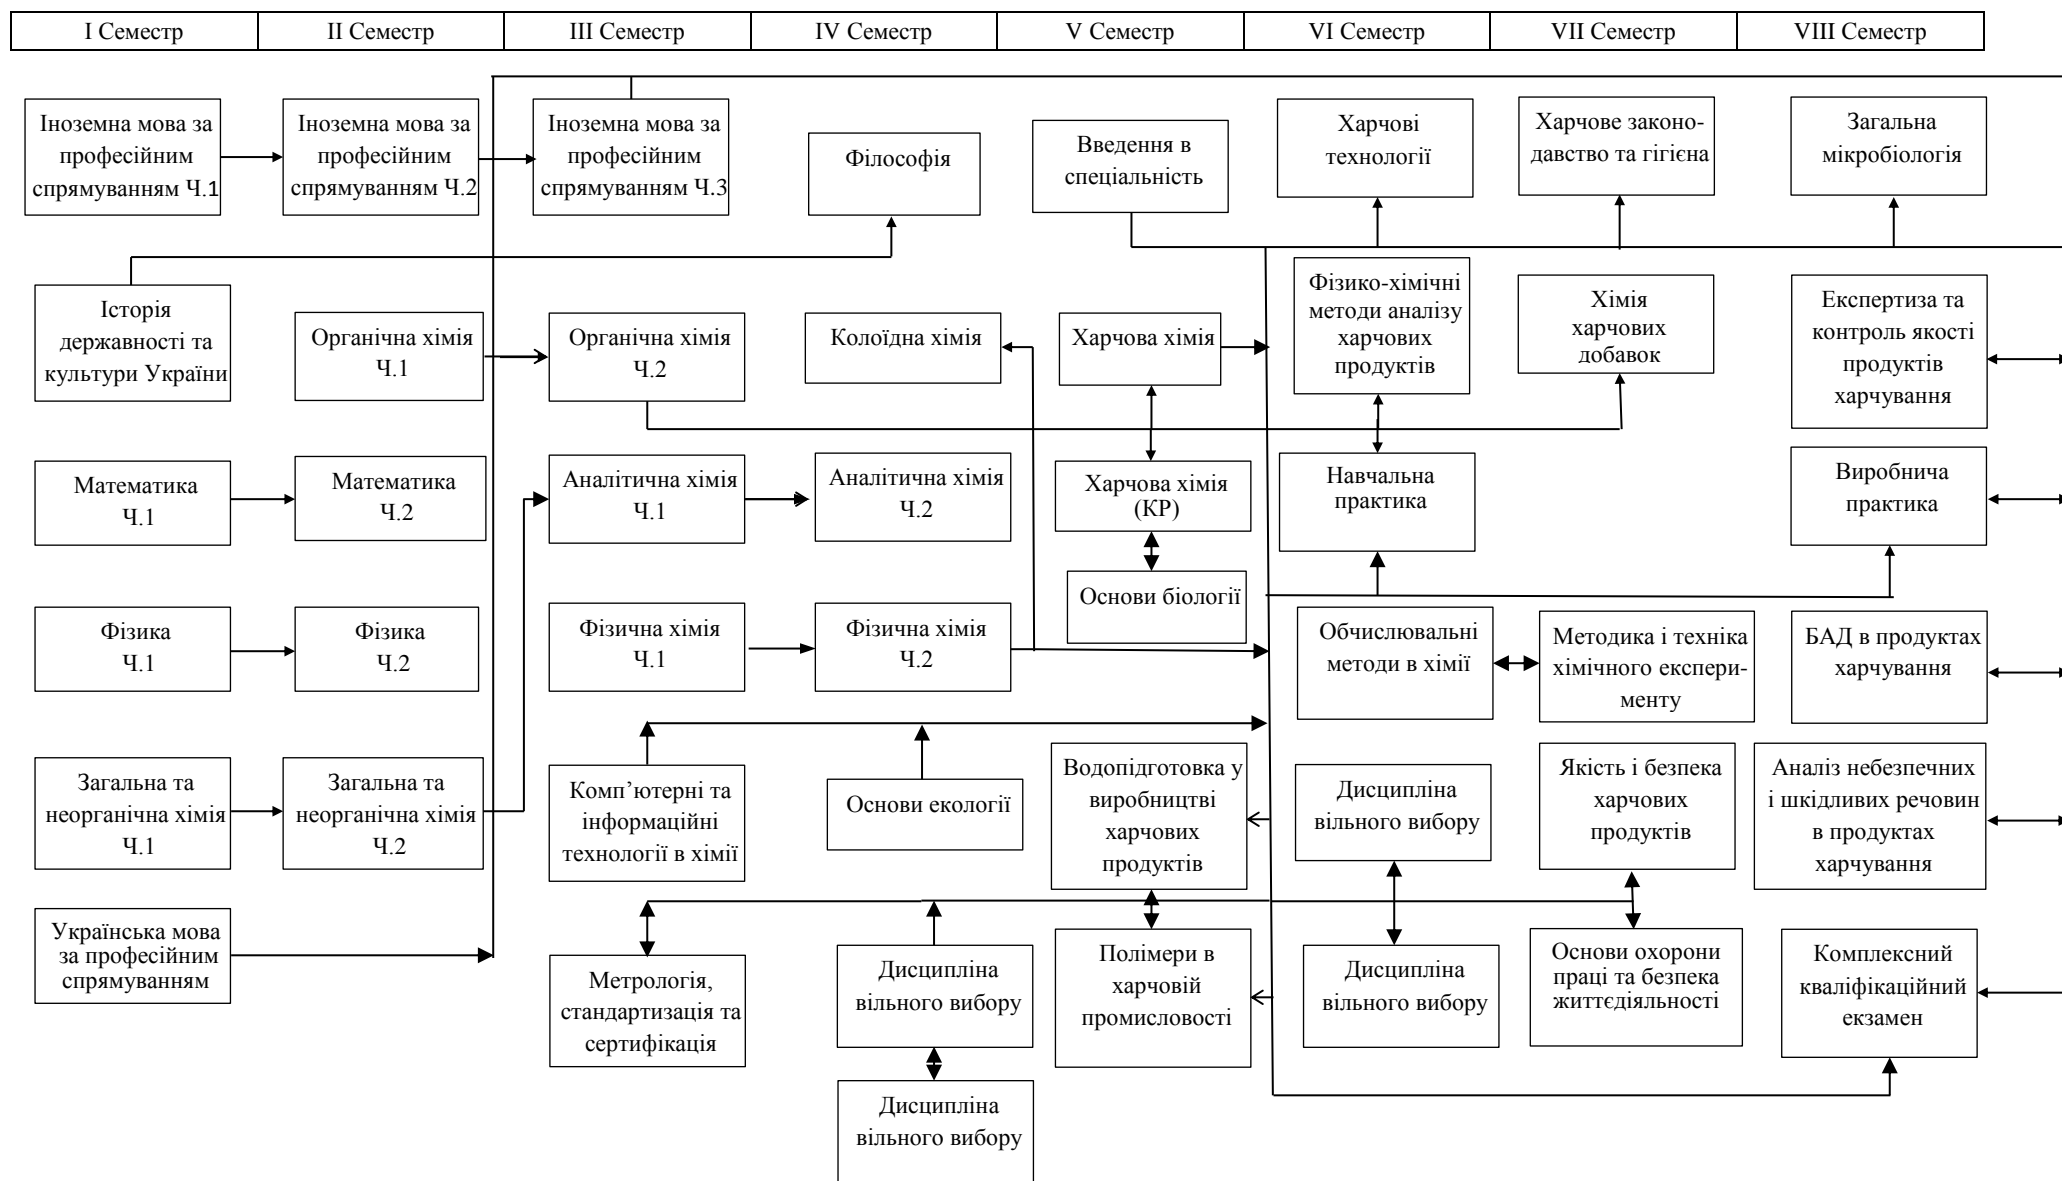 I Семестр
II Семестр
III Семестр
IV Семестр
V Семестр
VI Семестр
VII Семестр
VIII Семестр
Іноземна мова за
професійним
спрямуванням Ч.1
Іноземна мова за
професійним
спрямуванням Ч.2
Іноземна мова за
професійним
спрямуванням Ч.3
Філософія
Введення в
спеціальність
Харчові
технології
Харчове законо-
давство та гігієна
Загальна
мікробіологія
Історія
державності та
культури України
Органічна хімія
Ч.1
Органічна хімія
Ч.2
Колоїдна хімія
Харчова хімія
Фізико-хімічні
методи аналізу
харчових
продуктів
Хімія
харчових
добавок
Експертиза та
контроль якості
продуктів
харчування
Математика
Ч.1
Математика
Ч.2
Аналітична хімія
Ч.1
Аналітична хімія
Ч.2
Харчова хімія
(КР)
Навчальна
практика
Виробнича
практика
Фізика
Ч.1
Фізика
Ч.2
Фізична хімія
Ч.1
Фізична хімія
Ч.2
Основи біології
Обчислювальні
методи в хімії
Методика і техніка
хімічного експери-
менту
БАД в продуктах
харчування
Загальна та
неорганічна хімія
Ч.1
Загальна та
неорганічна хімія
Ч.2
Комп’ютерні та
інформаційні
технології в хімії
Основи екології
Водопідготовка у
виробництві
харчових
продуктів
Дисципліна
вільного вибору
Якість і безпека
харчових
продуктів
Аналіз небезпечних
і шкідливих речовин
в продуктах
харчування
Українська мова
за професійним
спрямуванням
Метрологія,
стандартизація та
сертифікація
Дисципліна
вільного вибору
Полімери в
харчовій
промисловості
Дисципліна
вільного вибору
Основи охорони
праці та безпека
життєдіяльності
Комплексний
кваліфікаційний
екзамен
Дисципліна
вільного вибору